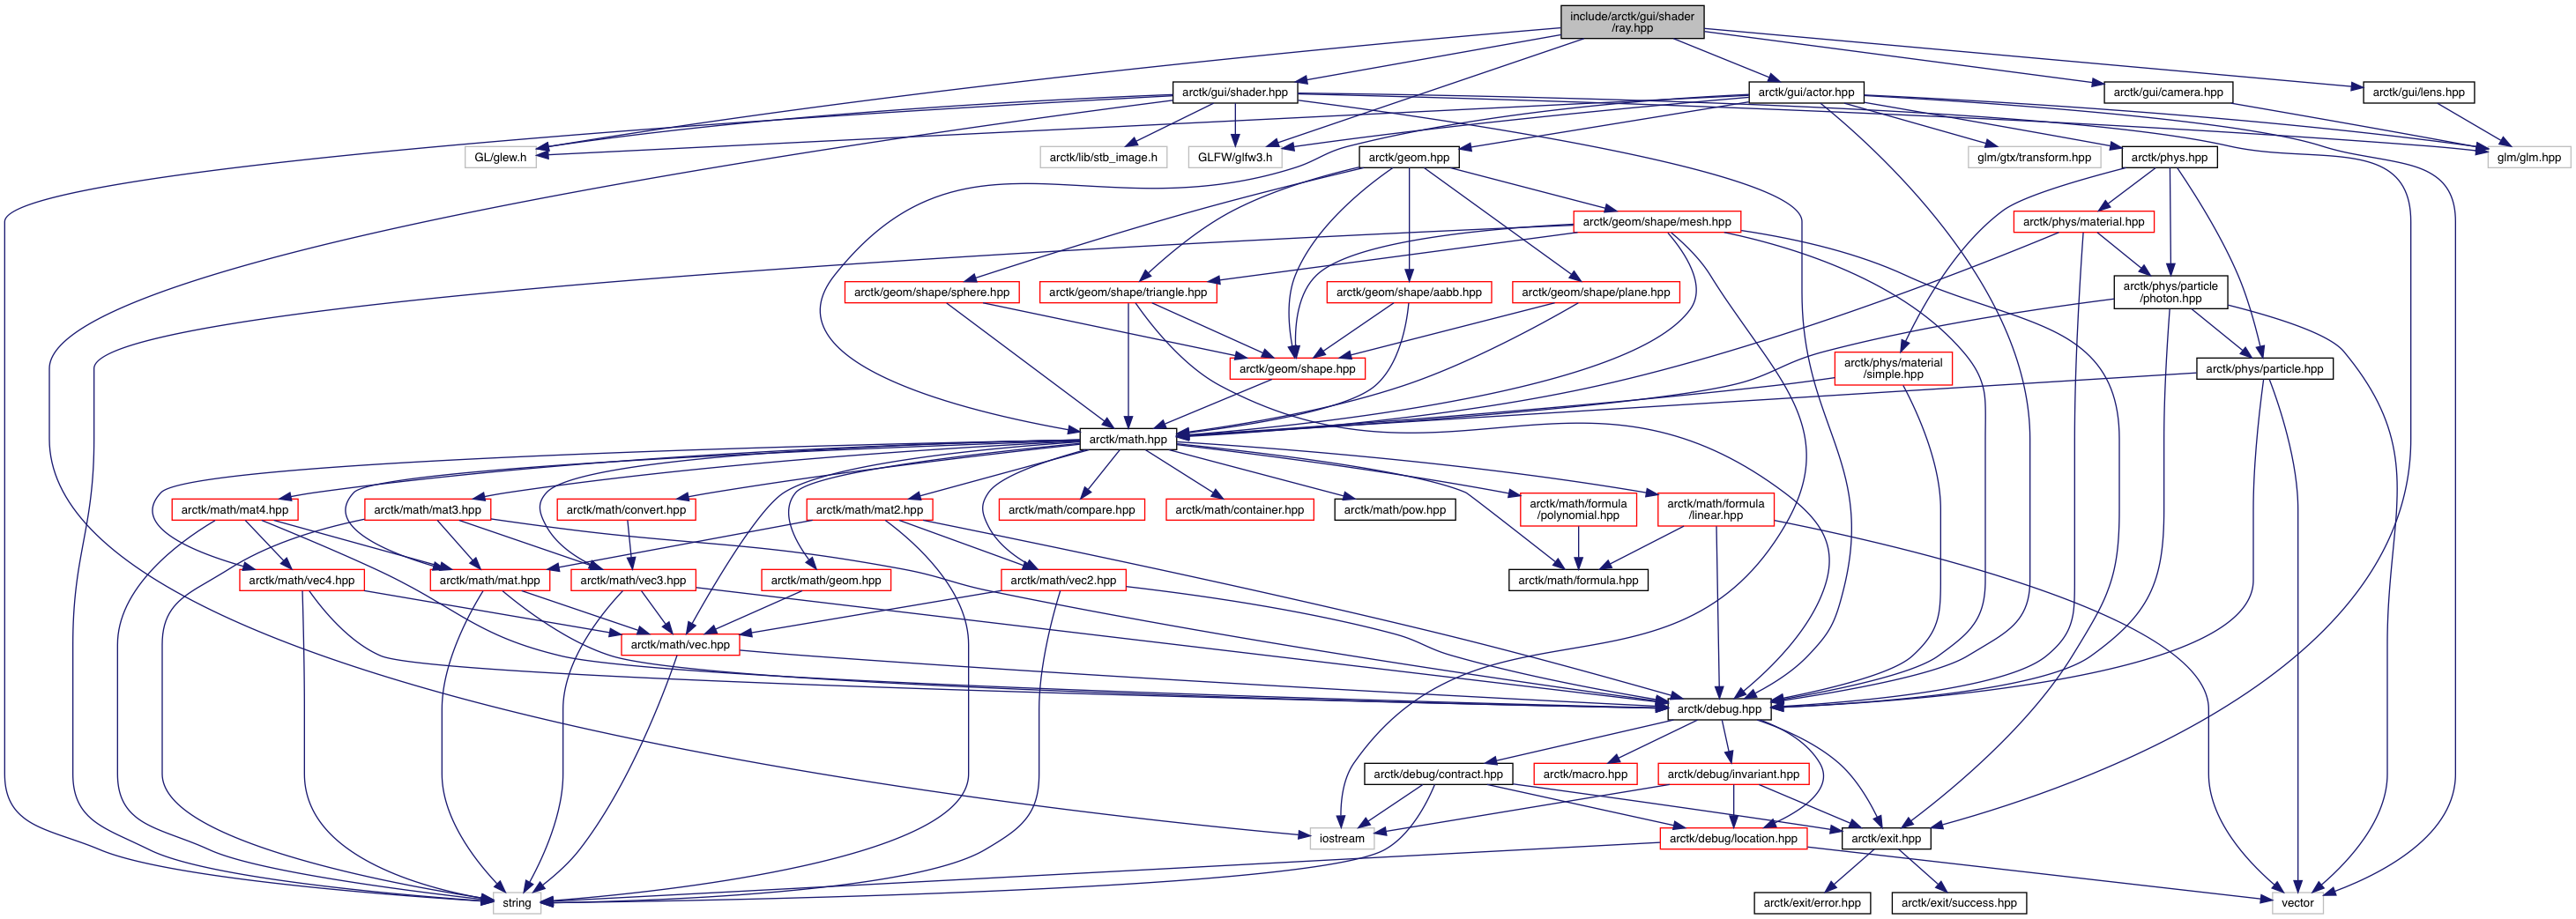 include/arctk/gui/shader
/ray.hpp
arctk/gui/shader.hpp
arctk/gui/actor.hpp
arctk/gui/camera.hpp
arctk/gui/lens.hpp
GL/glew.h
arctk/lib/stb_image.h
GLFW/glfw3.h
arctk/geom.hpp
glm/gtx/transform.hpp
arctk/phys.hpp
glm/glm.hpp
arctk/geom/shape/mesh.hpp
arctk/phys/material.hpp
arctk/geom/shape/sphere.hpp
arctk/geom/shape/triangle.hpp
arctk/geom/shape/aabb.hpp
arctk/geom/shape/plane.hpp
arctk/phys/particle
/photon.hpp
arctk/geom/shape.hpp
arctk/phys/material
/simple.hpp
arctk/phys/particle.hpp
arctk/math.hpp
arctk/math/mat4.hpp
arctk/math/mat3.hpp
arctk/math/convert.hpp
arctk/math/mat2.hpp
arctk/math/compare.hpp
arctk/math/container.hpp
arctk/math/pow.hpp
arctk/math/formula
/polynomial.hpp
arctk/math/formula
/linear.hpp
arctk/math/vec4.hpp
arctk/math/mat.hpp
arctk/math/vec3.hpp
arctk/math/geom.hpp
arctk/math/vec2.hpp
arctk/math/formula.hpp
arctk/math/vec.hpp
arctk/debug.hpp
arctk/debug/contract.hpp
arctk/macro.hpp
arctk/debug/invariant.hpp
iostream
arctk/debug/location.hpp
arctk/exit.hpp
string
arctk/exit/error.hpp
arctk/exit/success.hpp
vector